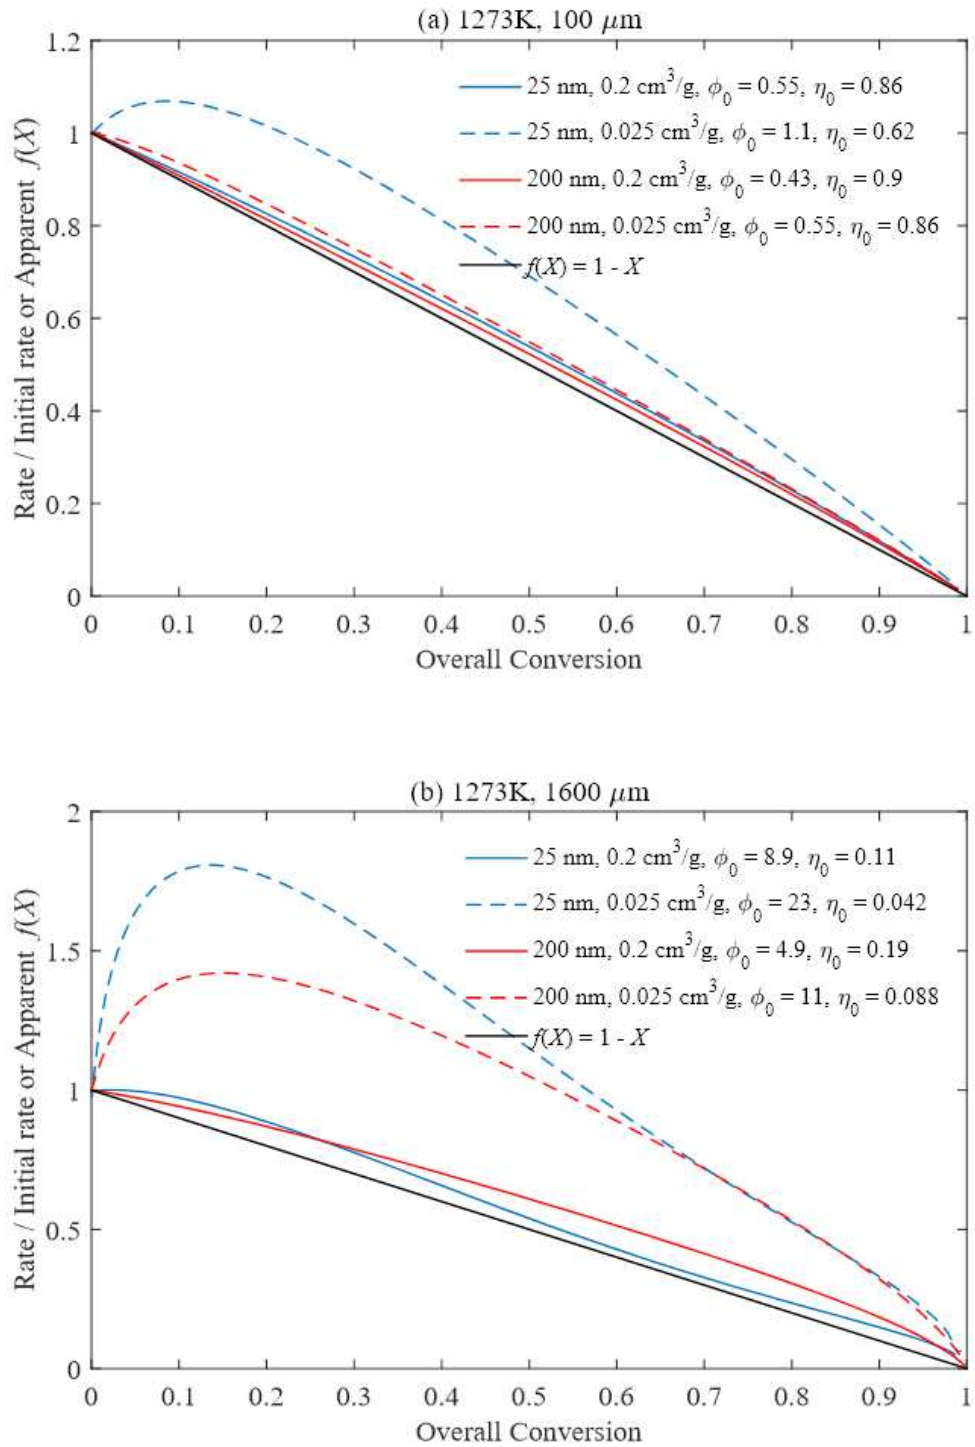 (a) 1273K, 100 μm
1.2
1
0.8
0.6
0.4
0.2
0
Rate / Initial rate or Apparent f(X)
25 nm, 0.2 cm³/g, ϕ₀ = 0.55, η₀ = 0.86
25 nm, 0.025 cm³/g, ϕ₀ = 1.1, η₀ = 0.62
200 nm, 0.2 cm³/g, ϕ₀ = 0.43, η₀ = 0.9
200 nm, 0.025 cm³/g, ϕ₀ = 0.55, η₀ = 0.86
f(X) = 1 - X
0 0.1 0.2 0.3 0.4 0.5 0.6 0.7 0.8 0.9 1
Overall Conversion
(b) 1273K, 1600 μm
2
1.5
1
0.5
0
Rate / Initial rate or Apparent f(X)
25 nm, 0.2 cm³/g, ϕ₀ = 8.9, η₀ = 0.11
25 nm, 0.025 cm³/g, ϕ₀ = 23, η₀ = 0.042
200 nm, 0.2 cm³/g, ϕ₀ = 4.9, η₀ = 0.19
200 nm, 0.025 cm³/g, ϕ₀ = 11, η₀ = 0.088
f(X) = 1 - X
0 0.1 0.2 0.3 0.4 0.5 0.6 0.7 0.8 0.9 1
Overall Conversion